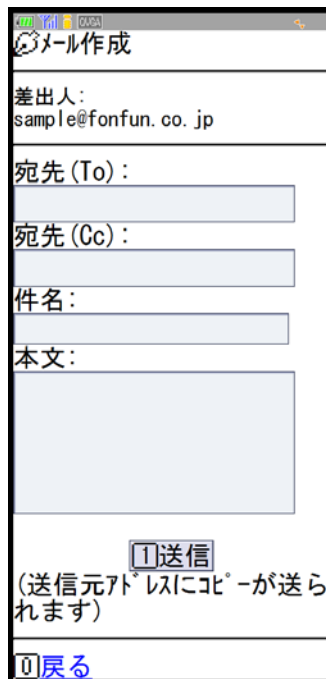 OVGA
メール作成
差出人:
sample@fonfun.co.jp
宛先(To):
宛先(Cc):
件名:
本文:
1送信
(送信元アドレスにコピーが送ら
れます)
0戻る